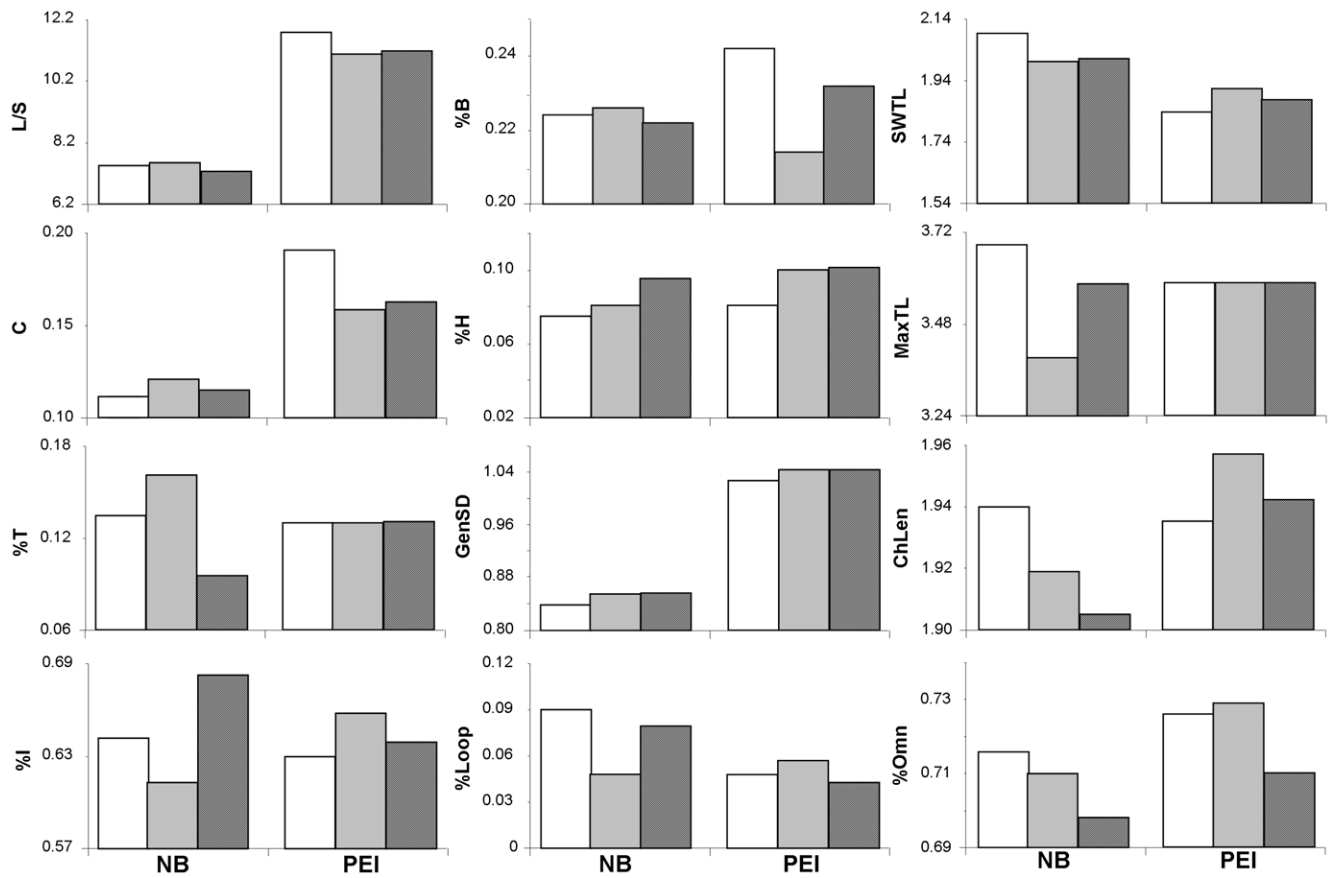 12.2
10.2
8.2
6.2
L/S
0.24
0.22
0.20
%B
2.14
1.94
1.74
1.54
SWTL
0.20
0.15
0.10
C
0.10
0.06
0.02
%H
3.72
3.48
3.24
MaxTL
0.18
0.12
0.06
%T
1.04
0.96
0.88
0.80
GenSD
1.96
1.94
1.92
1.90
ChLen
0.69
0.63
0.57
%I
NB PEI
0.12
0.09
0.06
0.03
0
%Loop
NB PEI
0.73
0.71
0.69
%Omn
NB PEI